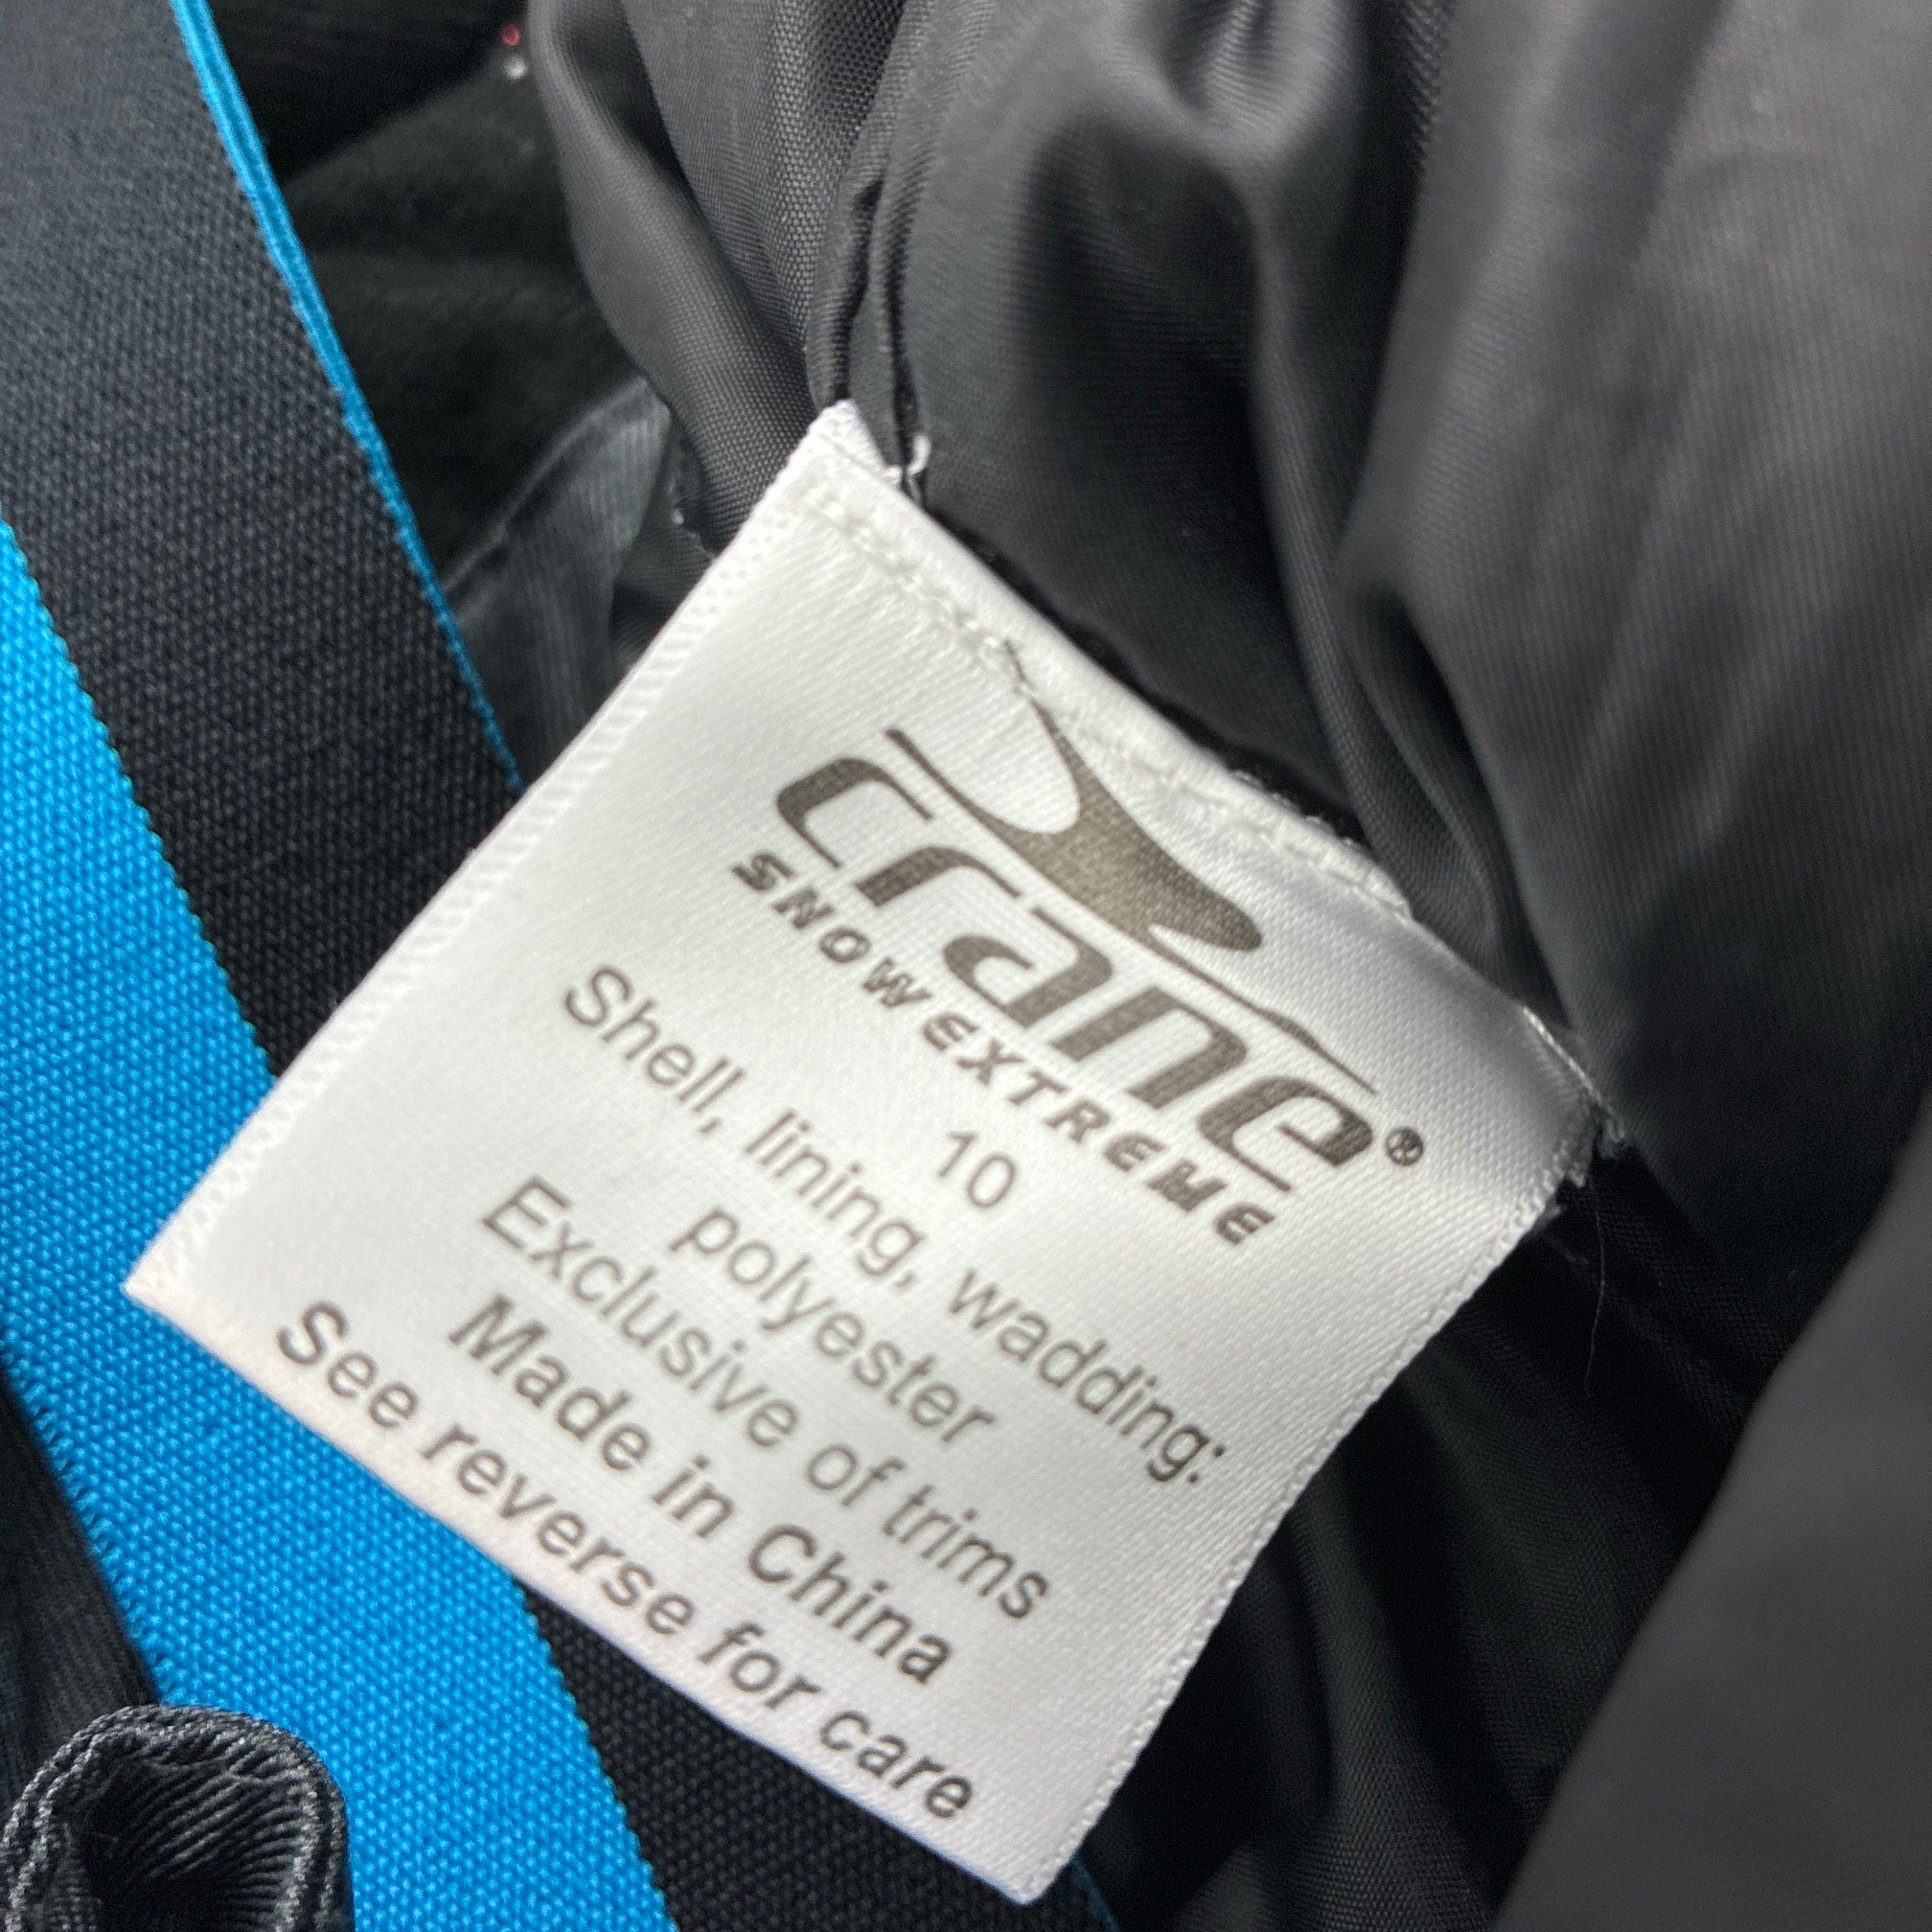 crane®
SNOWEXTREME
10
Shell, lining, wadding:
polyester
Exclusive of trims
Made in China
See reverse for care